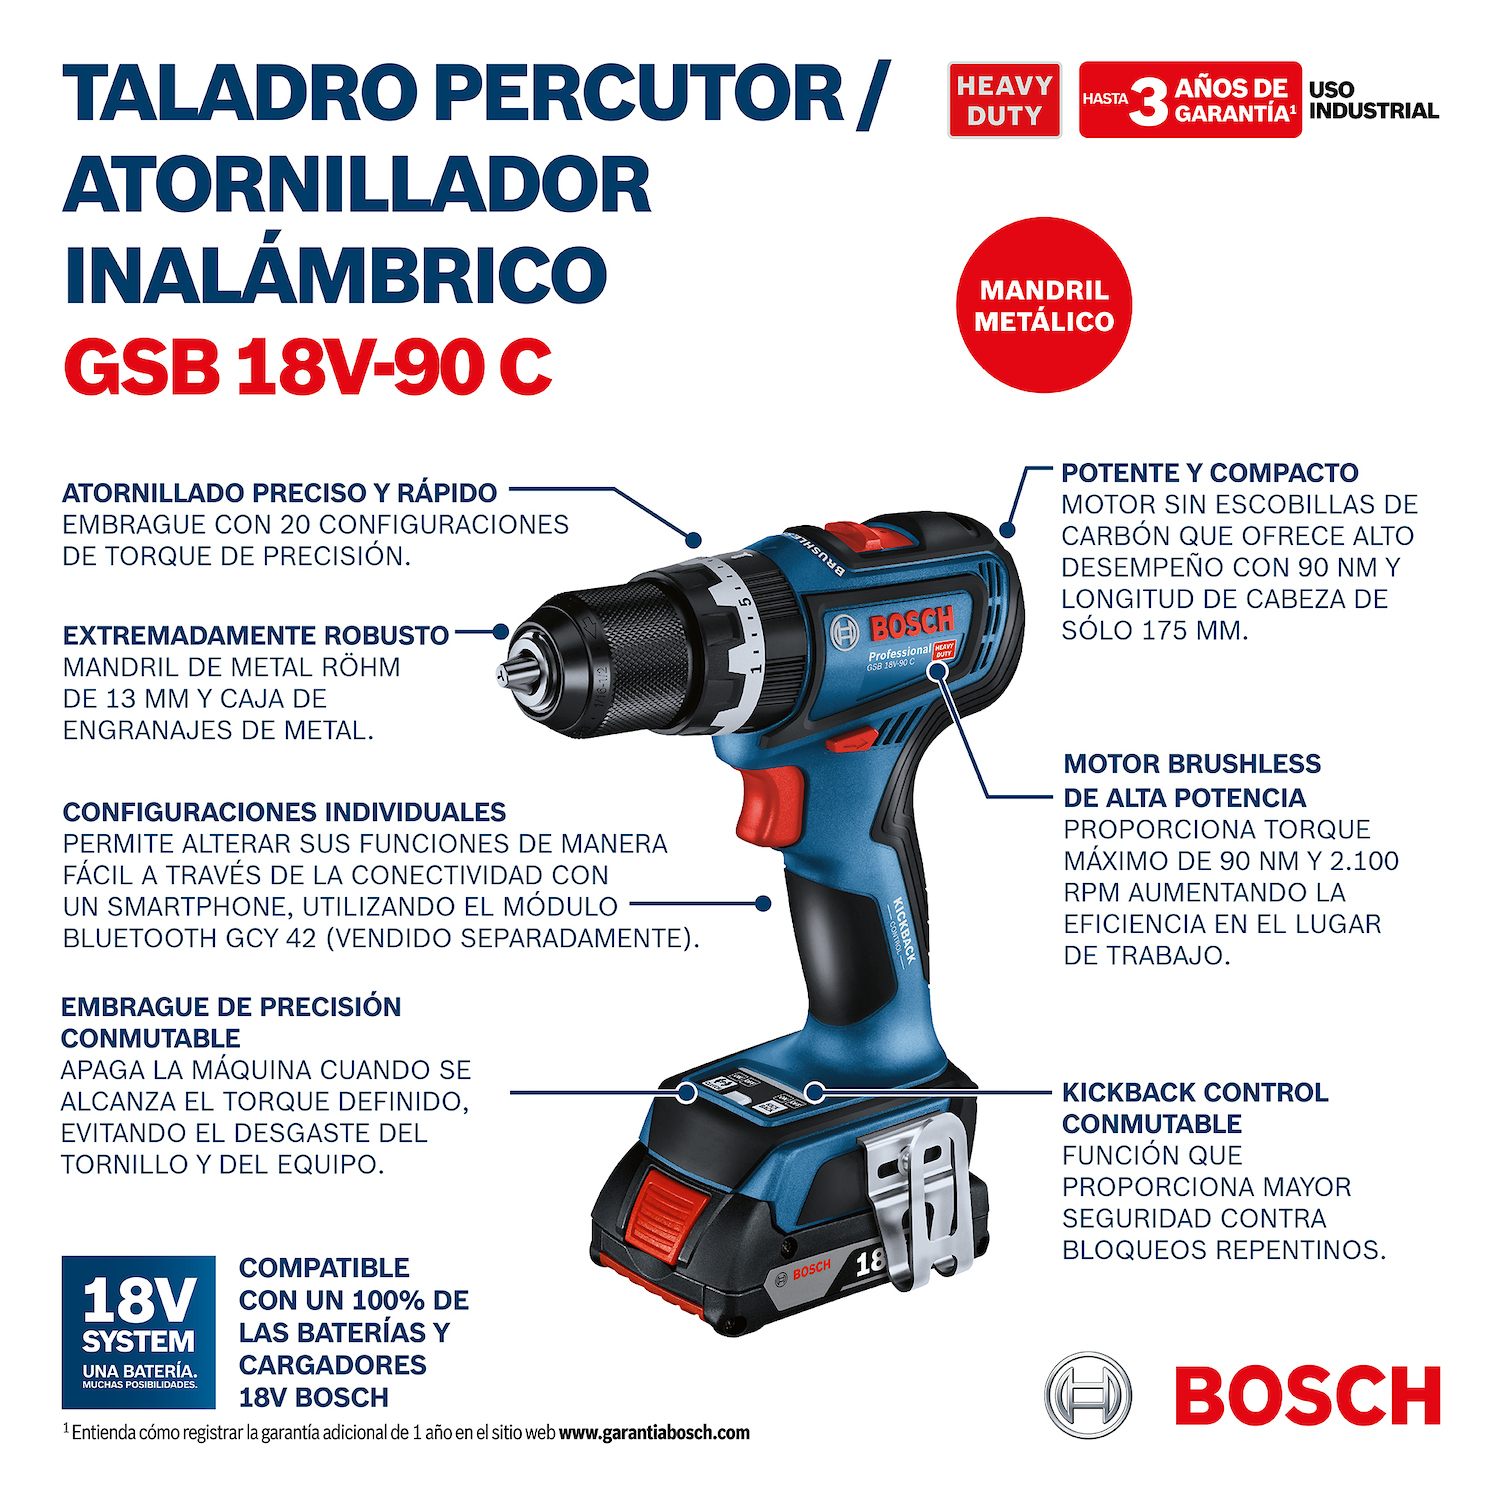 TALADRO PERCUTOR /
ATORNILLADOR
INALÁMBRICO
GSB 18V-90 C
HEAVY
DUTY
HASTA 3 AÑOS DE
GARANTÍA¹
USO
INDUSTRIAL
MANDRIL
METÁLICO
ATORNILLADO PRECISO Y RÁPIDO
EMBRAGUE CON 20 CONFIGURACIONES
DE TORQUE DE PRECISIÓN.
EXTREMADAMENTE ROBUSTO
MANDRIL DE METAL RÖHM
DE 13 MM Y CAJA DE
ENGRANAJES DE METAL.
CONFIGURACIONES INDIVIDUALES
PERMITE ALTERAR SUS FUNCIONES DE MANERA
FÁCIL A TRAVÉS DE LA CONECTIVIDAD CON
UN SMARTPHONE, UTILIZANDO EL MÓDULO
BLUETOOTH GCY 42 (VENDIDO SEPARADAMENTE).
EMBRAGUE DE PRECISIÓN
CONMUTABLE
APAGA LA MÁQUINA CUANDO SE
ALCANZA EL TORQUE DEFINIDO,
EVITANDO EL DESGASTE DEL
TORNILLO Y DEL EQUIPO.
POTENTE Y COMPACTO
MOTOR SIN ESCOBILLAS DE
CARBÓN QUE OFRECE ALTO
DESEMPEÑO CON 90 NM Y
LONGITUD DE CABEZA DE
SÓLO 175 MM.
MOTOR BRUSHLESS
DE ALTA POTENCIA
PROPORCIONA TORQUE
MÁXIMO DE 90 NM Y 2.100
RPM AUMENTANDO LA
EFICIENCIA EN EL LUGAR
DE TRABAJO.
KICKBACK CONTROL
CONMUTABLE
FUNCIÓN QUE
PROPORCIONA MAYOR
SEGURIDAD CONTRA
BLOQUEOS REPENTINOS.
BOSCH
Professional
HEAVY
DUTY
GSB 18V-90 C
5
1
KICKBACK
CONTROL
BOSCH
18
18V
SYSTEM
UNA BATERÍA.
MUCHAS POSIBILIDADES.
COMPATIBLE
CON UN 100% DE
LAS BATERÍAS Y
CARGADORES
18V BOSCH
¹ Entienda cómo registrar la garantía adicional de 1 año en el sitio web www.garantiabosch.com
BOSCH